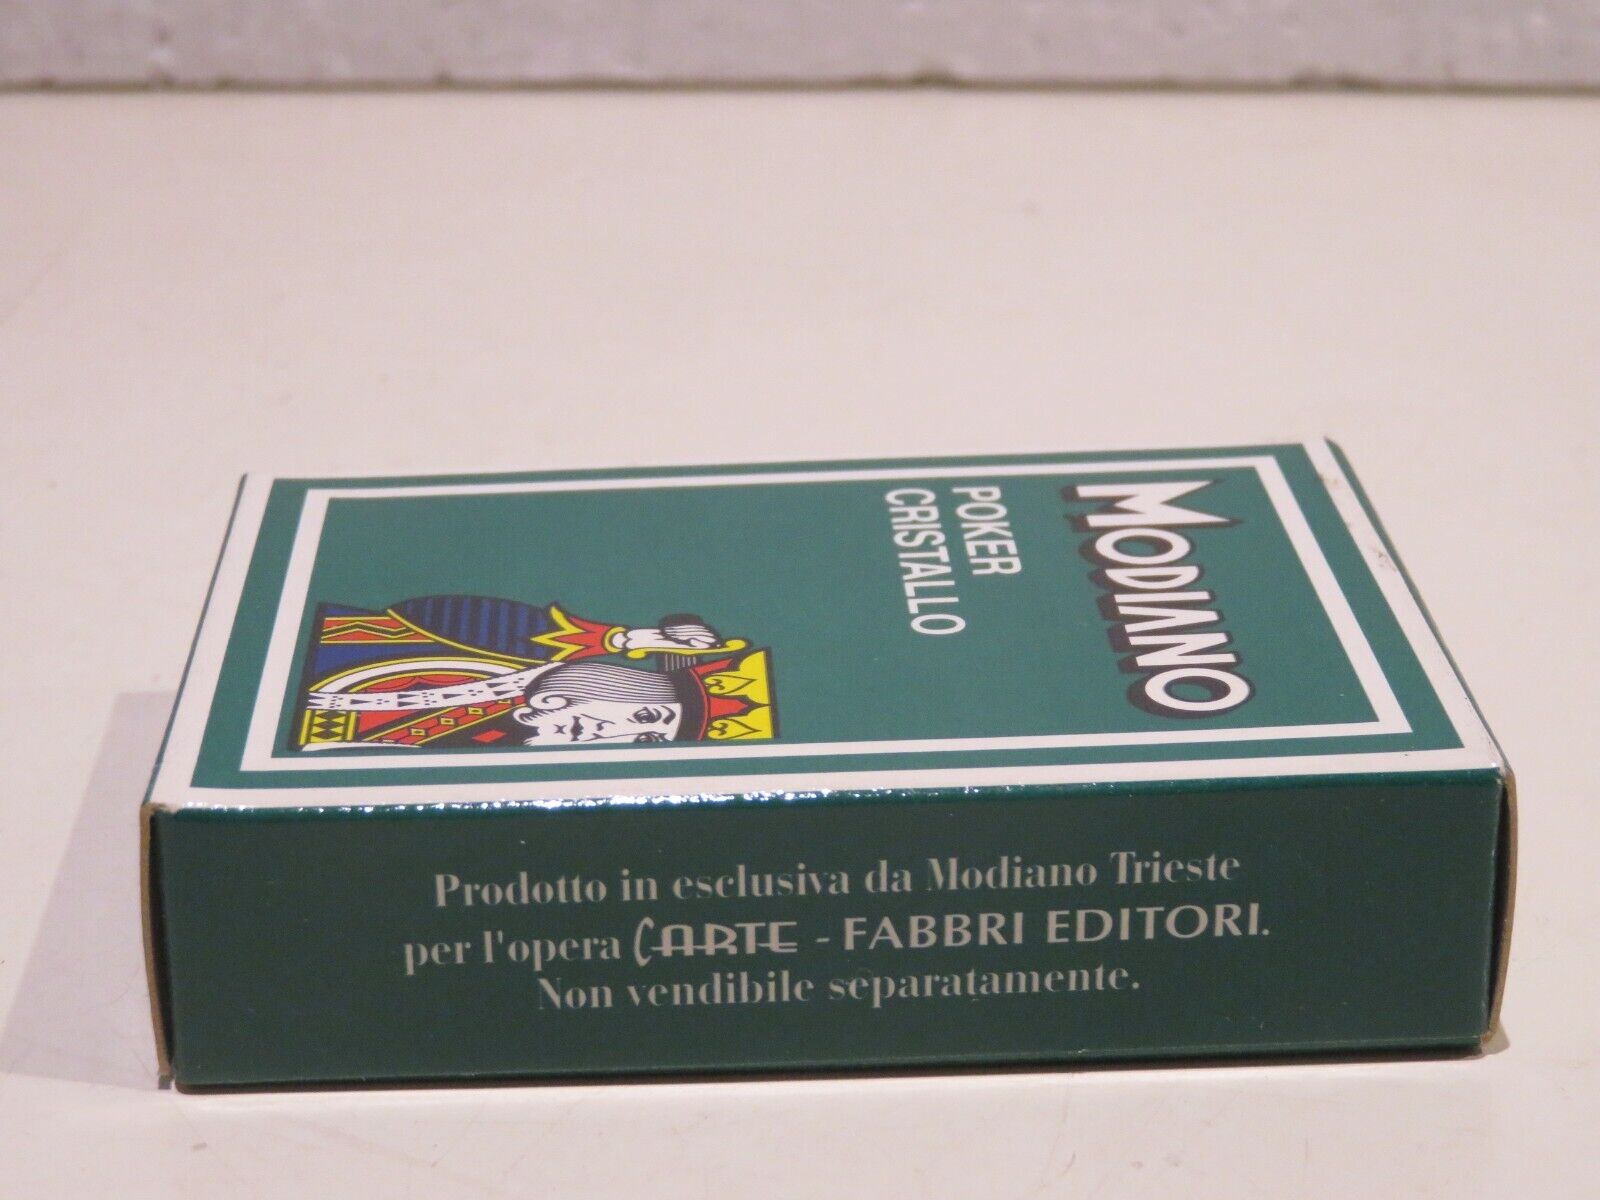 MODIANO
POKER
CRISTALLO
Prodotto in esclusiva da Modiano Trieste
per l'opera CARTE - FABBRI EDITORI.
Non vendibile separatamente.